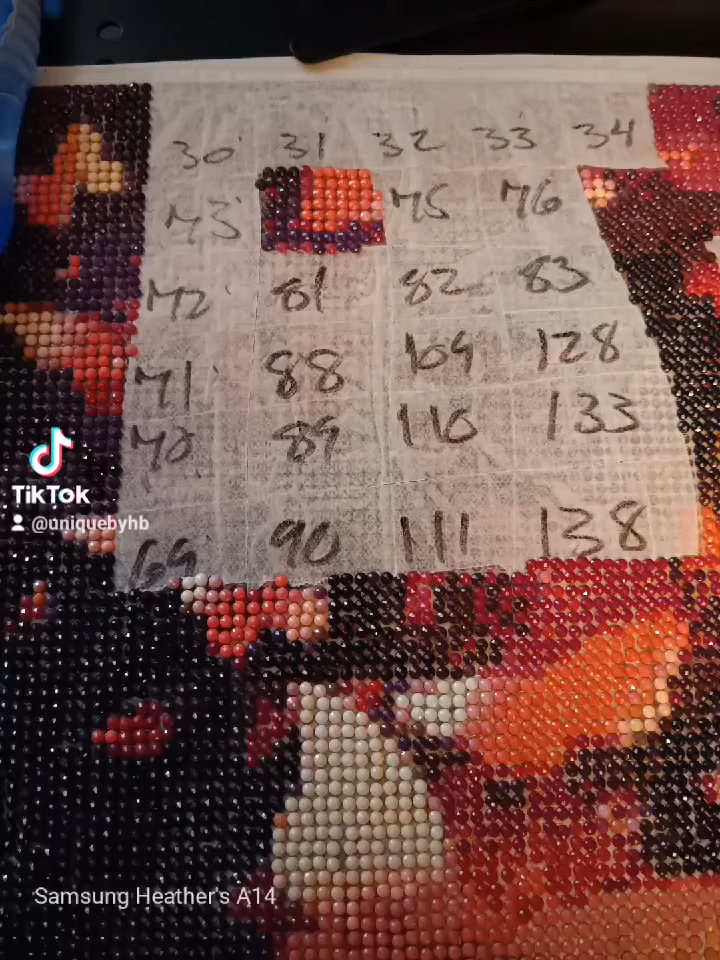 30 31 32 33 34
73 75 76
72 81 82 83
71 88 109 128
70 89 110 133
69 90 111 138
TikTok
@uniquebyhb
Samsung Heather's A14